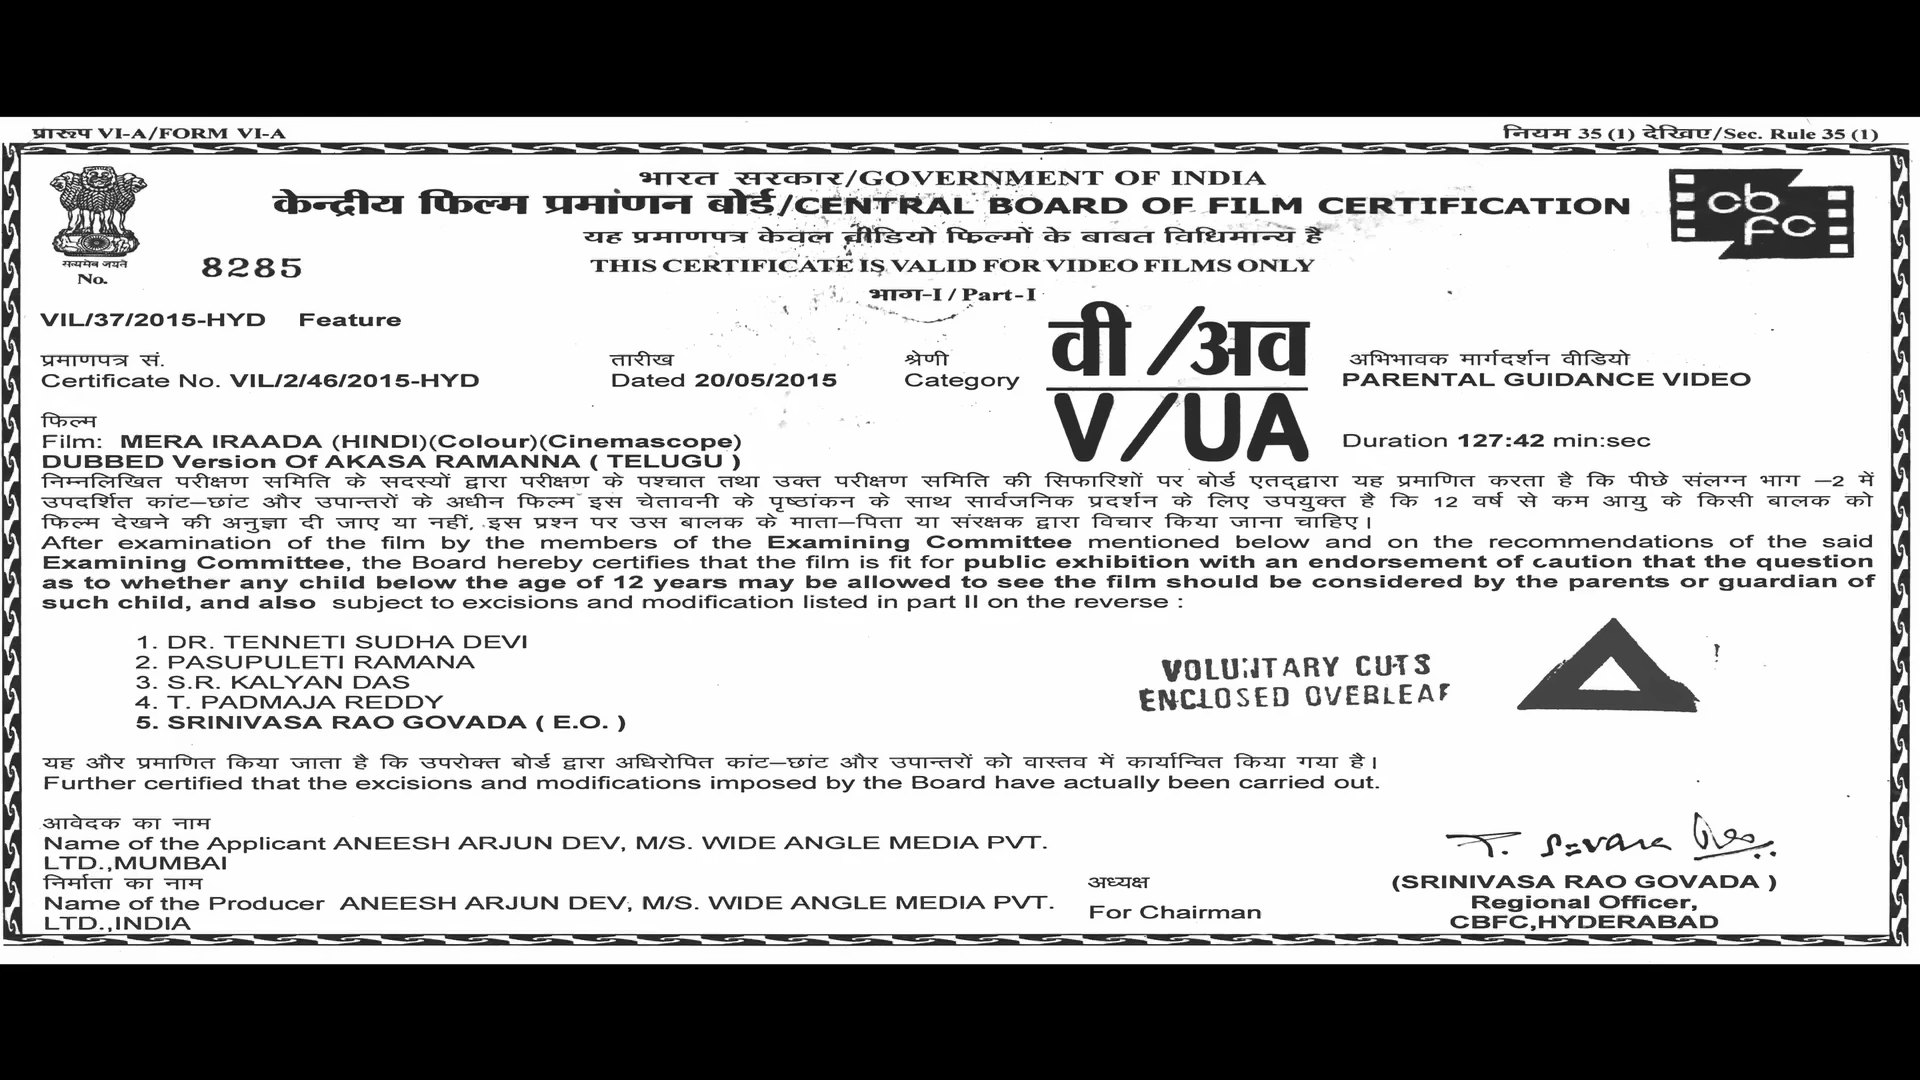 प्रारूप VI-A/FORM VI-A
नियम 35 (1) देखिए/Sec. Rule 35 (1)
भारत सरकार/GOVERNMENT OF INDIA
केन्द्रीय फिल्म प्रमांणन बोर्ड/CENTRAL BOARD OF FILM CERTIFICATION
cbfc
यह प्रमाणपत्र केवल वीडियो फिल्मों के बाबत विधिमान्य है
सत्यमेव जयते
No. 8285
THIS CERTIFICATE IS VALID FOR VIDEO FILMS ONLY
भाग-I / Part-I
VIL/37/2015-HYD Feature
प्रमाणपत्र सं. तारीख श्रेणी वी/अव अभिभावक मार्गदर्शन वीडियो
Certificate No. VIL/2/46/2015-HYD Dated 20/05/2015 Category V/UA PARENTAL GUIDANCE VIDEO
फिल्म
Film: MERA IRAADA (HINDI)(Colour)(Cinemascope) Duration 127:42 min:sec
DUBBED Version Of AKASA RAMANNA ( TELUGU )
निम्नलिखित परीक्षण समिति के सदस्यों द्वारा परीक्षण के पश्चात तथा उक्त परीक्षण समिति की सिफारिशों पर बोर्ड एतद्द्वारा यह प्रमाणित करता है कि पीछे संलग्न भाग –2 में
उपदर्शित कांट–छांट और उपान्तरों के अधीन फिल्म इस चेतावनी के पृष्ठांकन के साथ सार्वजनिक प्रदर्शन के लिए उपयुक्त है कि 12 वर्ष से कम आयु के किसी बालक को
फिल्म देखने की अनुज्ञा दी जाए या नहीं, इस प्रश्न पर उस बालक के माता–पिता या संरक्षक द्वारा विचार किया जाना चाहिए।
After examination of the film by the members of the Examining Committee mentioned below and on the recommendations of the said
Examining Committee, the Board hereby certifies that the film is fit for public exhibition with an endorsement of caution that the question
as to whether any child below the age of 12 years may be allowed to see the film should be considered by the parents or guardian of
such child, and also subject to excisions and modification listed in part II on the reverse :
1. DR. TENNETI SUDHA DEVI
2. PASUPULETI RAMANA
3. S.R. KALYAN DAS
4. T. PADMAJA REDDY
5. SRINIVASA RAO GOVADA ( E.O. )
VOLUNTARY CUTS
ENCLOSED OVERLEAF
यह और प्रमाणित किया जाता है कि उपरोक्त बोर्ड द्वारा अधिरोपित कांट–छांट और उपान्तरों को वास्तव में कार्यान्वित किया गया है।
Further certified that the excisions and modifications imposed by the Board have actually been carried out.
आवेदक का नाम
Name of the Applicant ANEESH ARJUN DEV, M/S. WIDE ANGLE MEDIA PVT.
LTD.,MUMBAI
निर्माता का नाम
Name of the Producer ANEESH ARJUN DEV, M/S. WIDE ANGLE MEDIA PVT.
LTD.,INDIA
अध्यक्ष
For Chairman
(SRINIVASA RAO GOVADA )
Regional Officer,
CBFC,HYDERABAD